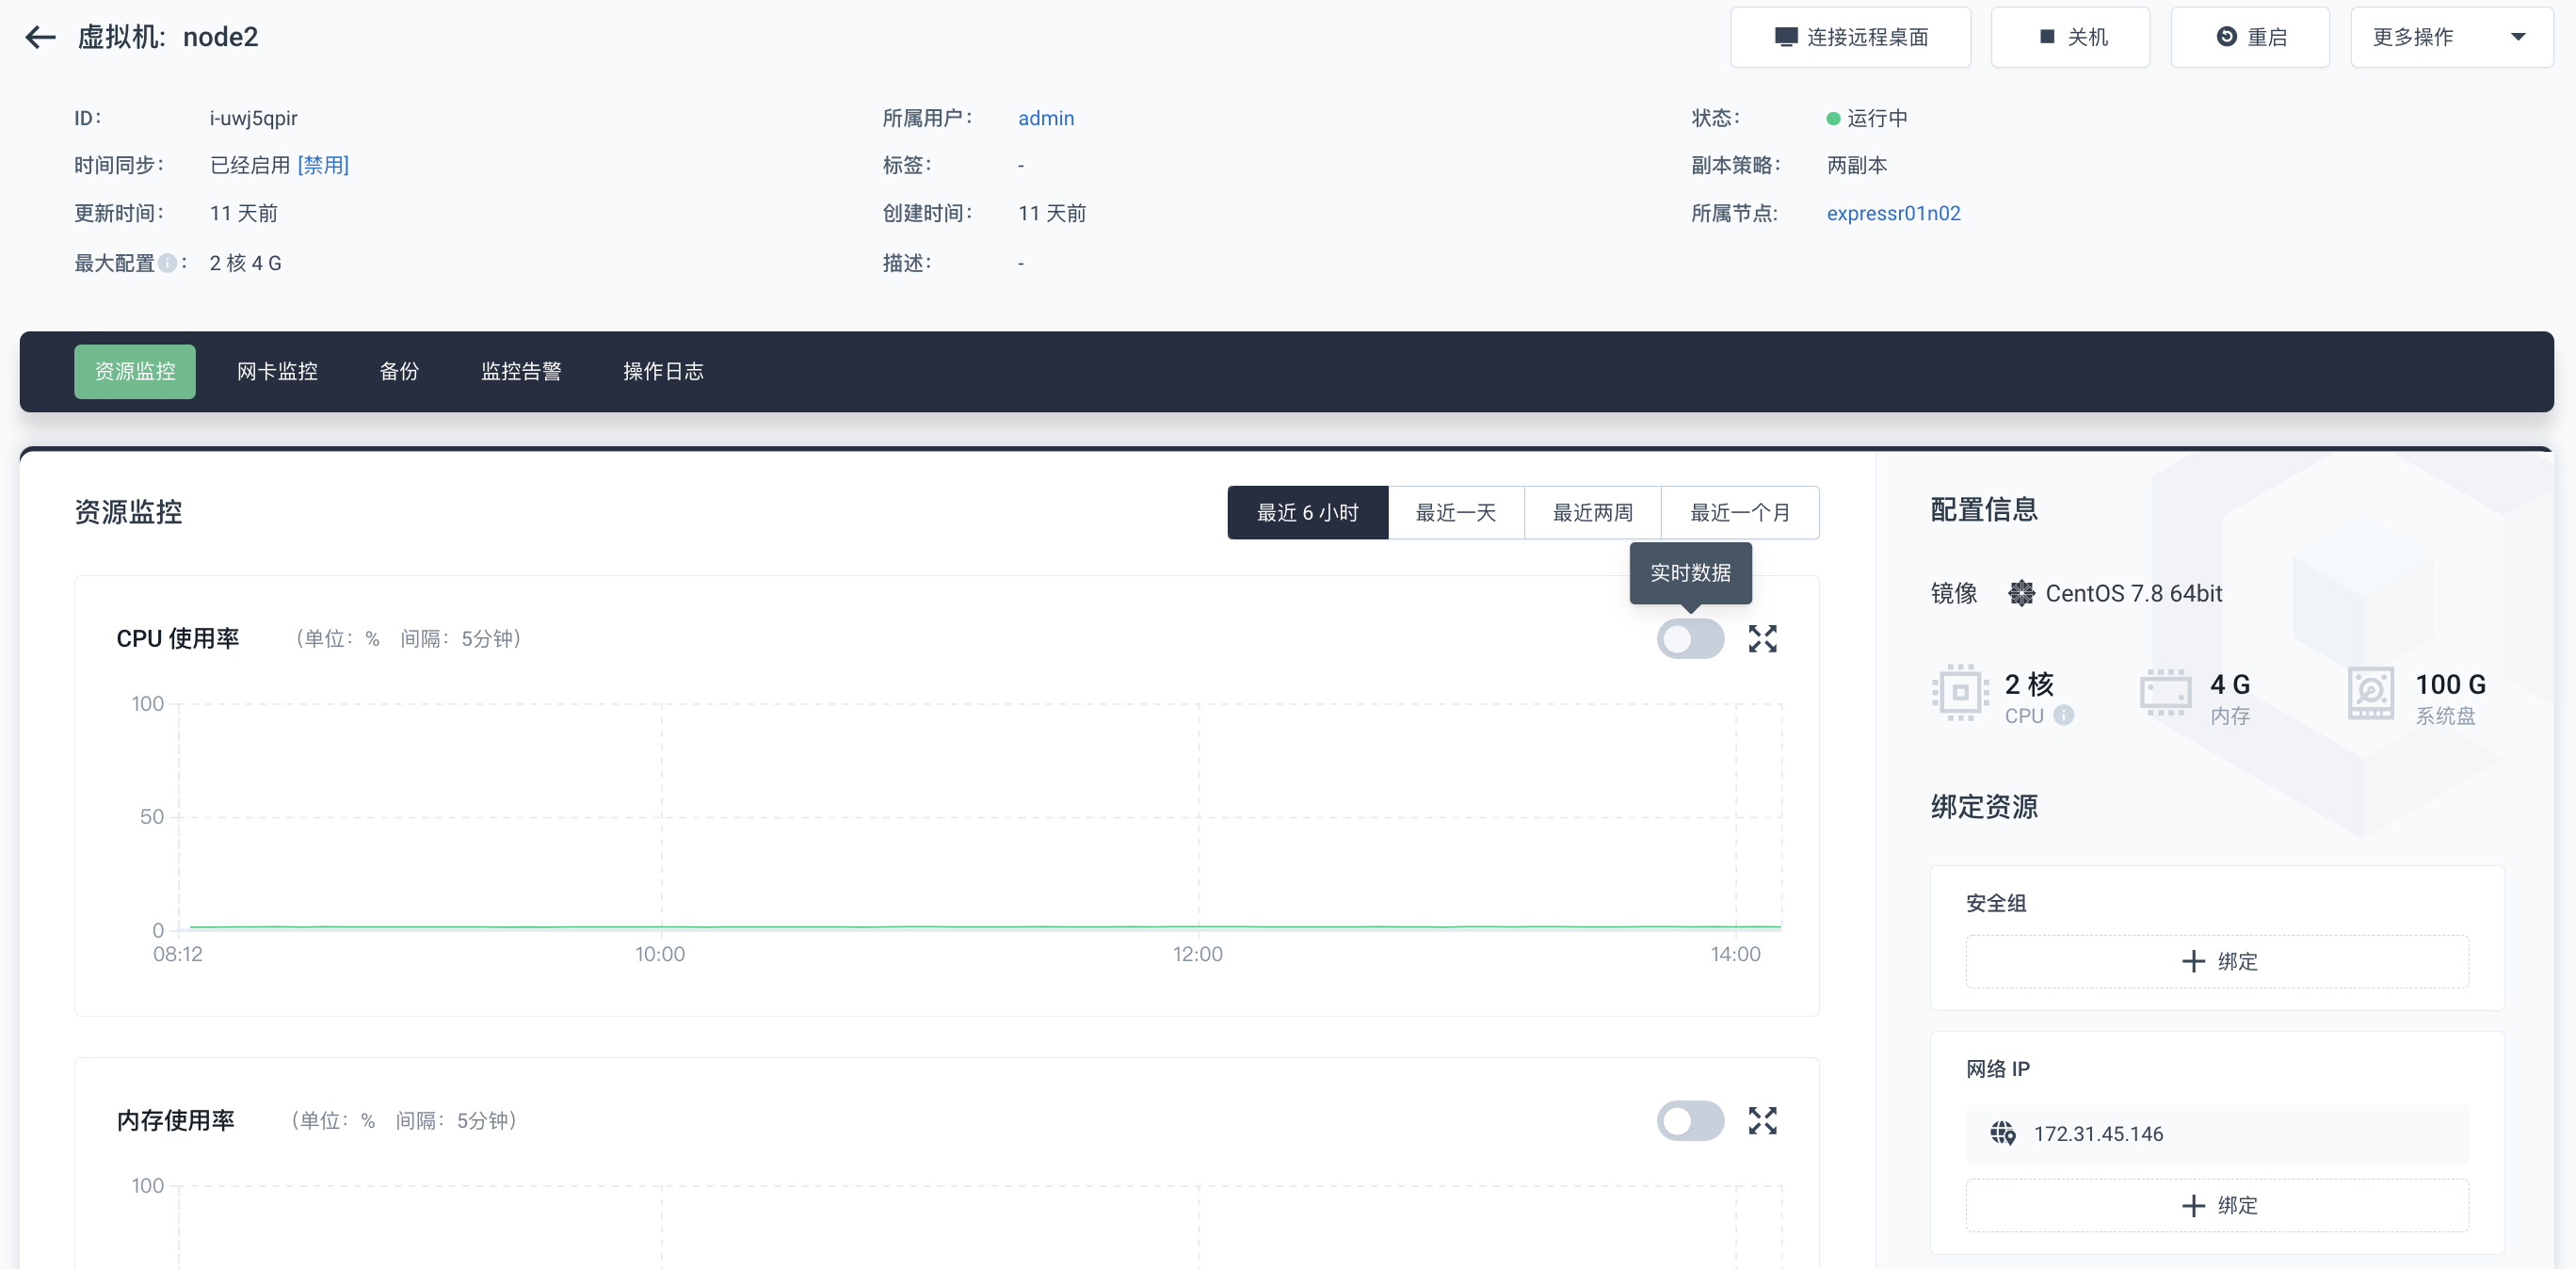 虚拟机: node2
连接远程桌面
关机
重启
更多操作
ID: i-uwj5qpir
所属用户: admin
状态: 运行中
时间同步: 已经启用 [禁用]
标签: -
副本策略: 两副本
更新时间: 11 天前
创建时间: 11 天前
所属节点: expressr01n02
最大配置: 2 核 4 G
描述: -
资源监控
网卡监控
备份
监控告警
操作日志
资源监控
最近 6 小时
最近一天
最近两周
最近一个月
实时数据
CPU 使用率 (单位: % 间隔: 5分钟)
100
50
0
08:12
10:00
12:00
14:00
内存使用率 (单位: % 间隔: 5分钟)
100
配置信息
镜像 CentOS 7.8 64bit
2 核
CPU
4 G
内存
100 G
系统盘
绑定资源
安全组
绑定
网络 IP
172.31.45.146
绑定